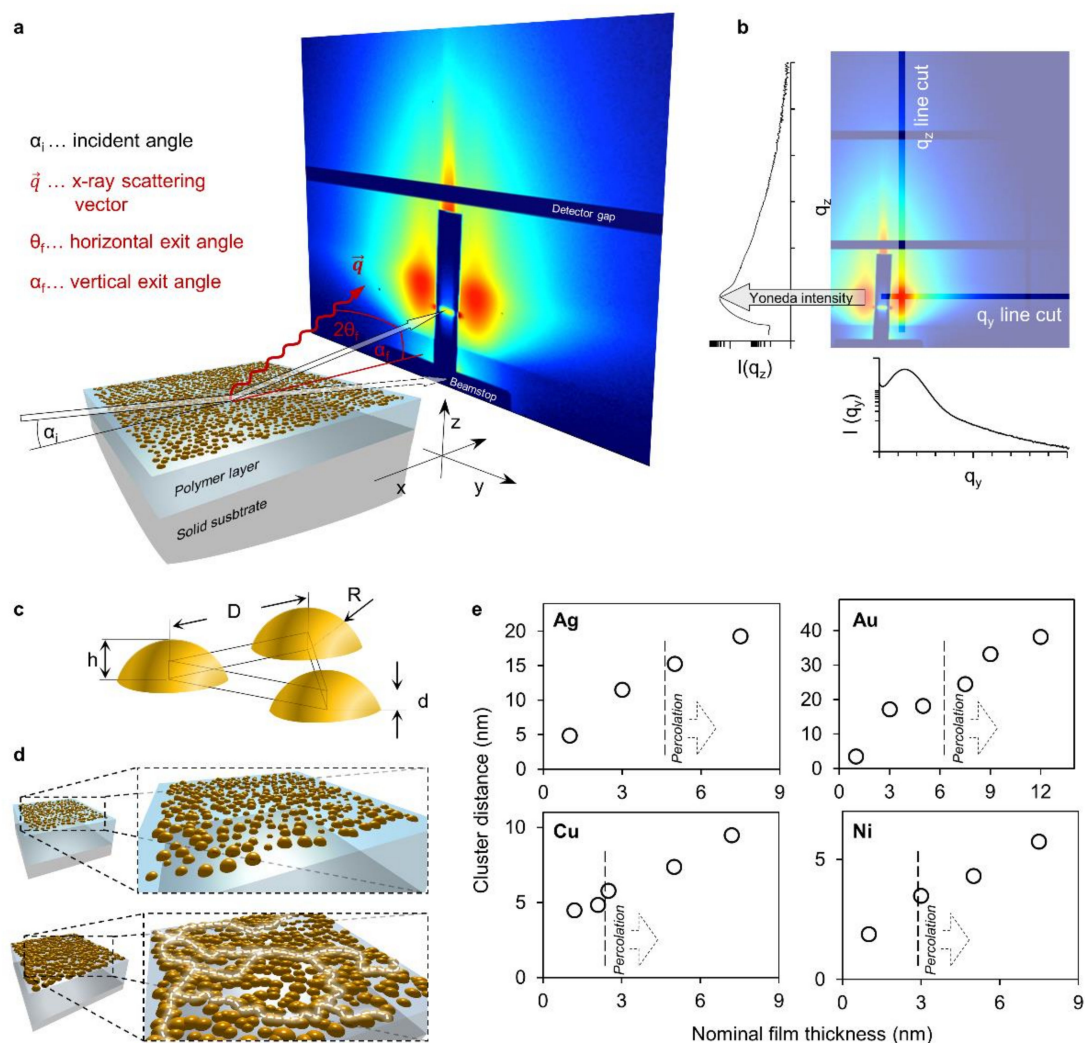 a
αi … incident angle
q⃗ … x-ray scattering
vector
θf… horizontal exit angle
αf… vertical exit angle
Detector gap
q⃗
2θf
αf
αi
Beamstop
Polymer layer
Solid susbtrate
z
x
y
b
qz
qz line cut
Yoneda intensity
qy line cut
I(qz)
I (qy)
qy
c
D
R
h
d
d
e
Cluster distance (nm)
Ag
20
15
10
5
0
0 3 6 9
Percolation
Au
40
30
20
10
0
0 3 6 9 12
Percolation
Cu
10
5
0
0 3 6 9
Percolation
Ni
5
0
0 3 6 9
Percolation
Nominal film thickness (nm)